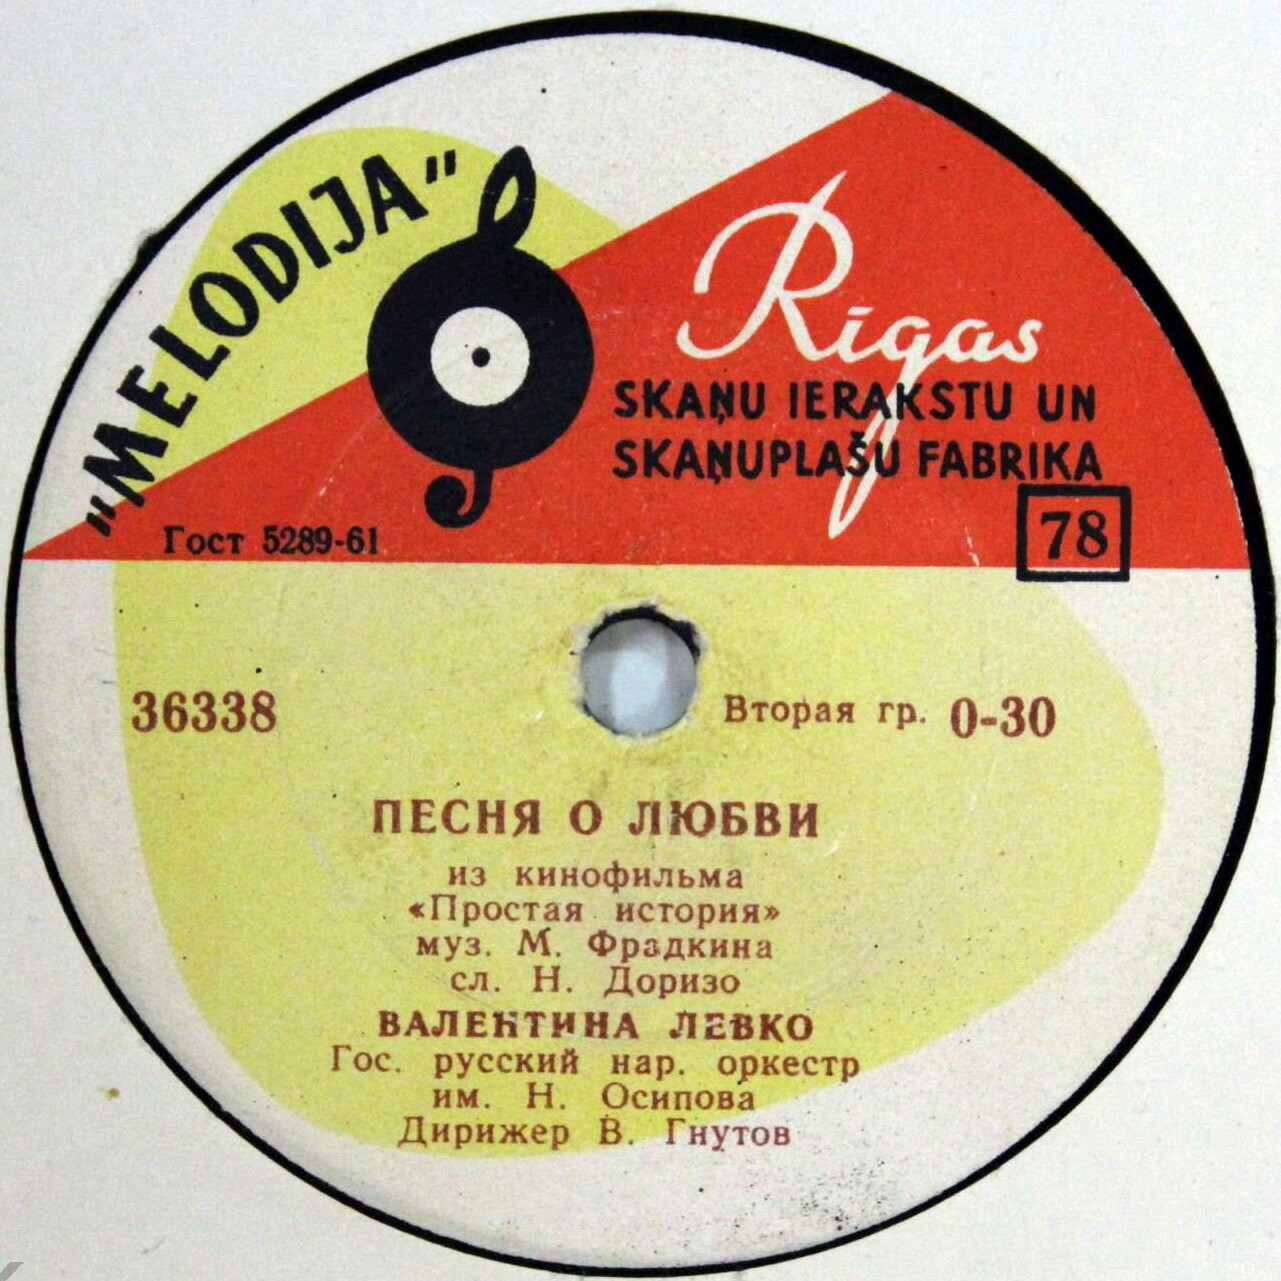 "MELODIJA"
Rīgas
SKAŅU IERAKSTU UN
SKAŅUPLAŠU FABRIKA
Гост 5289-61
78
36338
Вторая гр. 0-30
ПЕСНЯ О ЛЮБВИ
из кинофильма
«Простая история»
муз. М. Фрадкина
сл. Н. Доризо
ВАЛЕНТИНА ЛЕВКО
Гос. русский нар. оркестр
им. Н. Осипова
Дирижер В. Гнутов